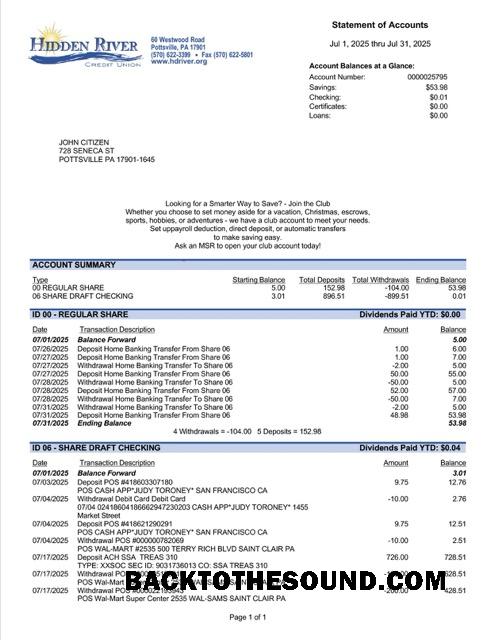 HIDDEN RIVER
CREDIT UNION
60 Westwood Road
Pottsville, PA 17901
(570) 622-3399 • Fax (570) 622-5801
www.hdriver.org
Statement of Accounts
Jul 1, 2025 thru Jul 31, 2025
Account Balances at a Glance:
Account Number: 0000025795
Savings: $53.98
Checking: $0.01
Certificates: $0.00
Loans: $0.00
JOHN CITIZEN
728 SENECA ST
POTTSVILLE PA 17901-1645
Looking for a Smarter Way to Save? - Join the Club
Whether you choose to set money aside for a vacation, Christmas, escrows,
sports, hobbies, or adventures - we have a club account to meet your needs.
Set uppayroll deduction, direct deposit, or automatic transfers
to make saving easy.
Ask an MSR to open your club account today!
ACCOUNT SUMMARY
Type Starting Balance Total Deposits Total Withdrawals Ending Balance
00 REGULAR SHARE 5.00 152.98 -104.00 53.98
06 SHARE DRAFT CHECKING 3.01 896.51 -899.51 0.01
ID 00 - REGULAR SHARE Dividends Paid YTD: $0.00
Date Transaction Description Amount Balance
07/01/2025 Balance Forward 5.00
07/26/2025 Deposit Home Banking Transfer From Share 06 1.00 6.00
07/27/2025 Deposit Home Banking Transfer From Share 06 1.00 7.00
07/27/2025 Withdrawal Home Banking Transfer To Share 06 -2.00 5.00
07/27/2025 Deposit Home Banking Transfer From Share 06 50.00 55.00
07/28/2025 Withdrawal Home Banking Transfer To Share 06 -50.00 5.00
07/28/2025 Deposit Home Banking Transfer From Share 06 52.00 57.00
07/28/2025 Withdrawal Home Banking Transfer To Share 06 -50.00 7.00
07/31/2025 Withdrawal Home Banking Transfer To Share 06 -2.00 5.00
07/31/2025 Deposit Home Banking Transfer From Share 06 48.98 53.98
07/31/2025 Ending Balance 53.98
4 Withdrawals = -104.00 5 Deposits = 152.98
ID 06 - SHARE DRAFT CHECKING Dividends Paid YTD: $0.04
Date Transaction Description Amount Balance
07/01/2025 Balance Forward 3.01
07/03/2025 Deposit POS #418603307180 9.75 12.76
POS CASH APP*JUDY TORONEY* SAN FRANCISCO CA
07/04/2025 Withdrawal Debit Card Debit Card -10.00 2.76
07/04 0241860418666294723​0203 CASH APP*JUDY TORONEY* 1455
Market Street
07/04/2025 Deposit POS #418621290291 9.75 12.51
POS CASH APP*JUDY TORONEY* SAN FRANCISCO CA
07/04/2025 Withdrawal POS #000000782069 -10.00 2.51
POS WAL-MART #2535 500 TERRY RICH BLVD SAINT CLAIR PA
07/17/2025 Deposit ACH SSA TREAS 310 726.00 728.51
TYPE: XXSOC SEC ID: 9031736013 CO: SSA TREAS 310
07/17/2025 Withdrawal POS 628.51
POS Wal-Mart Super
07/17/2025 Withdrawal POS -200.00 428.51
POS Wal-Mart Super Center 2535 WAL-SAMS SAINT CLAIR PA
BACKTOTHESOUND.COM
Page 1 of 1